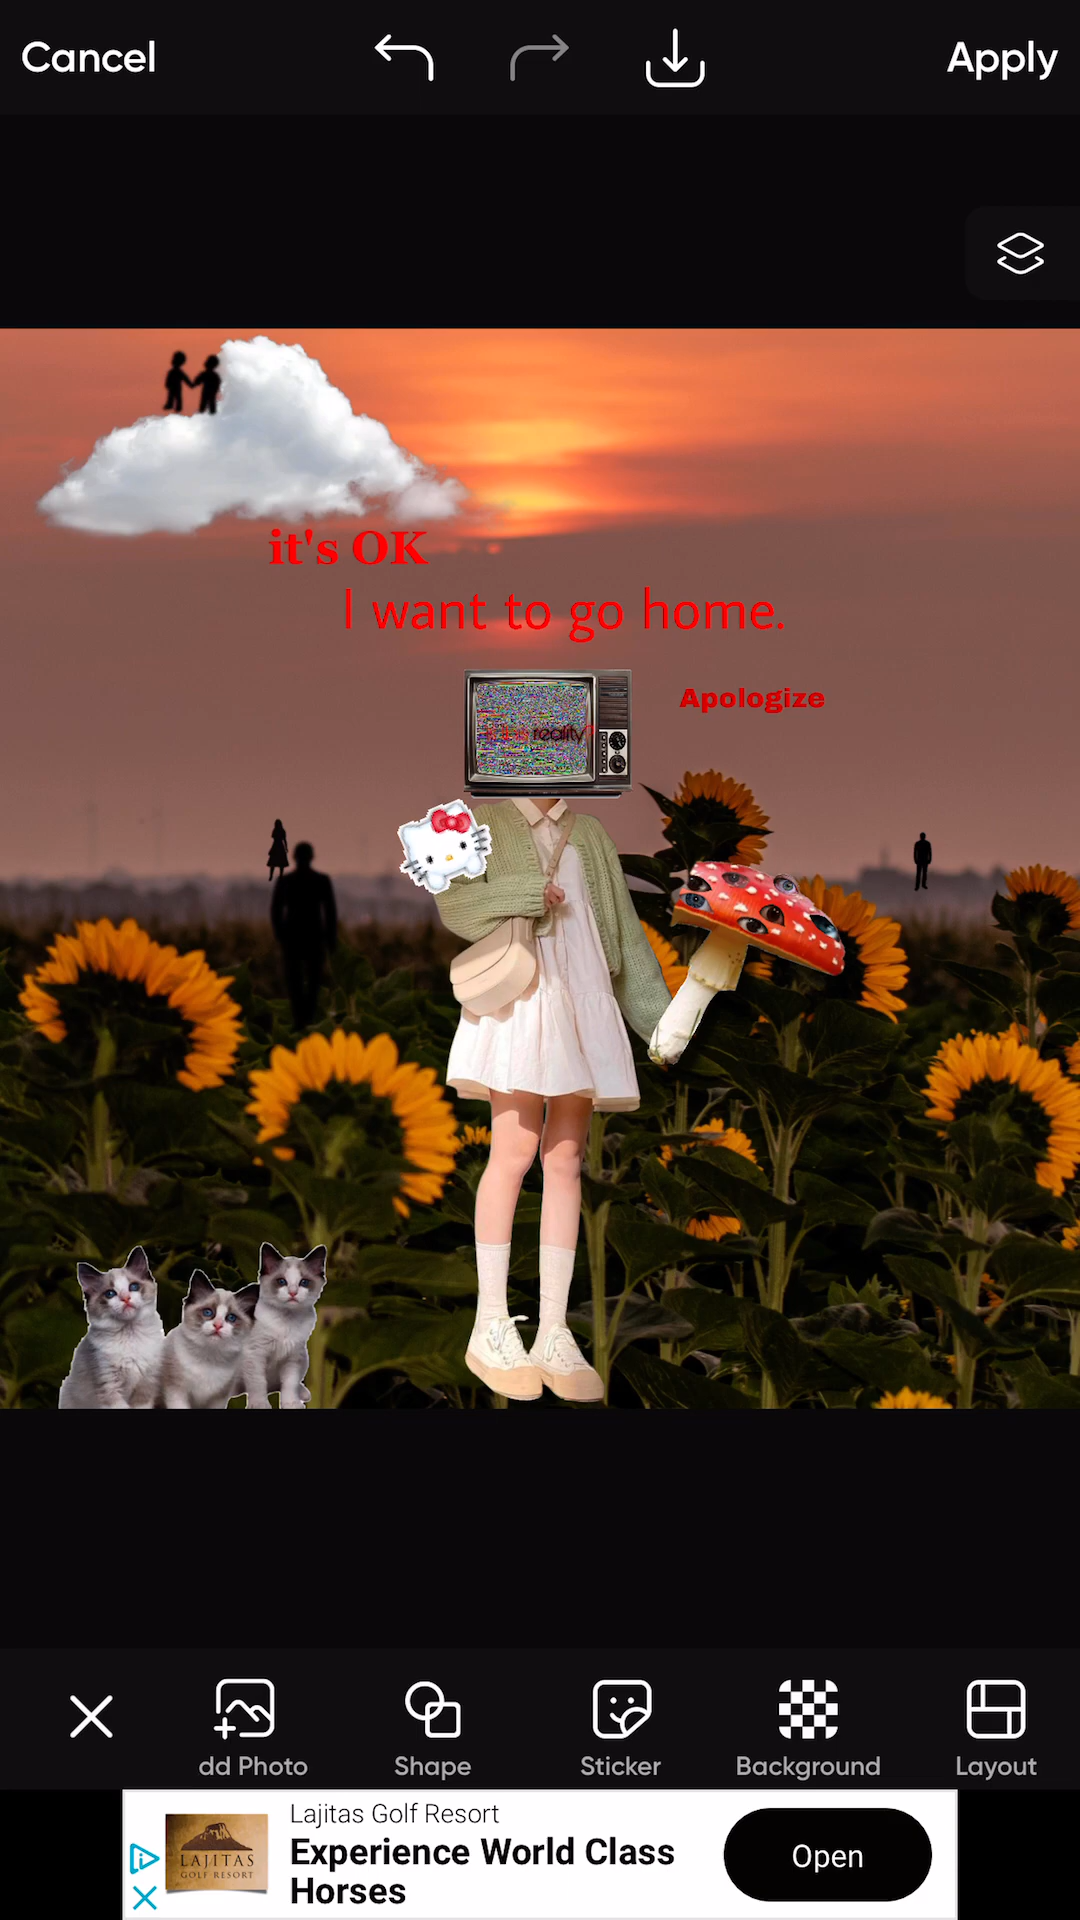 Cancel
Apply
it's OK
I want to go home.
Apologize
reality?
dd Photo
Shape
Sticker
Background
Layout
Lajitas Golf Resort
Experience World Class
Horses
Open
LAJITAS
GOLF RESORT